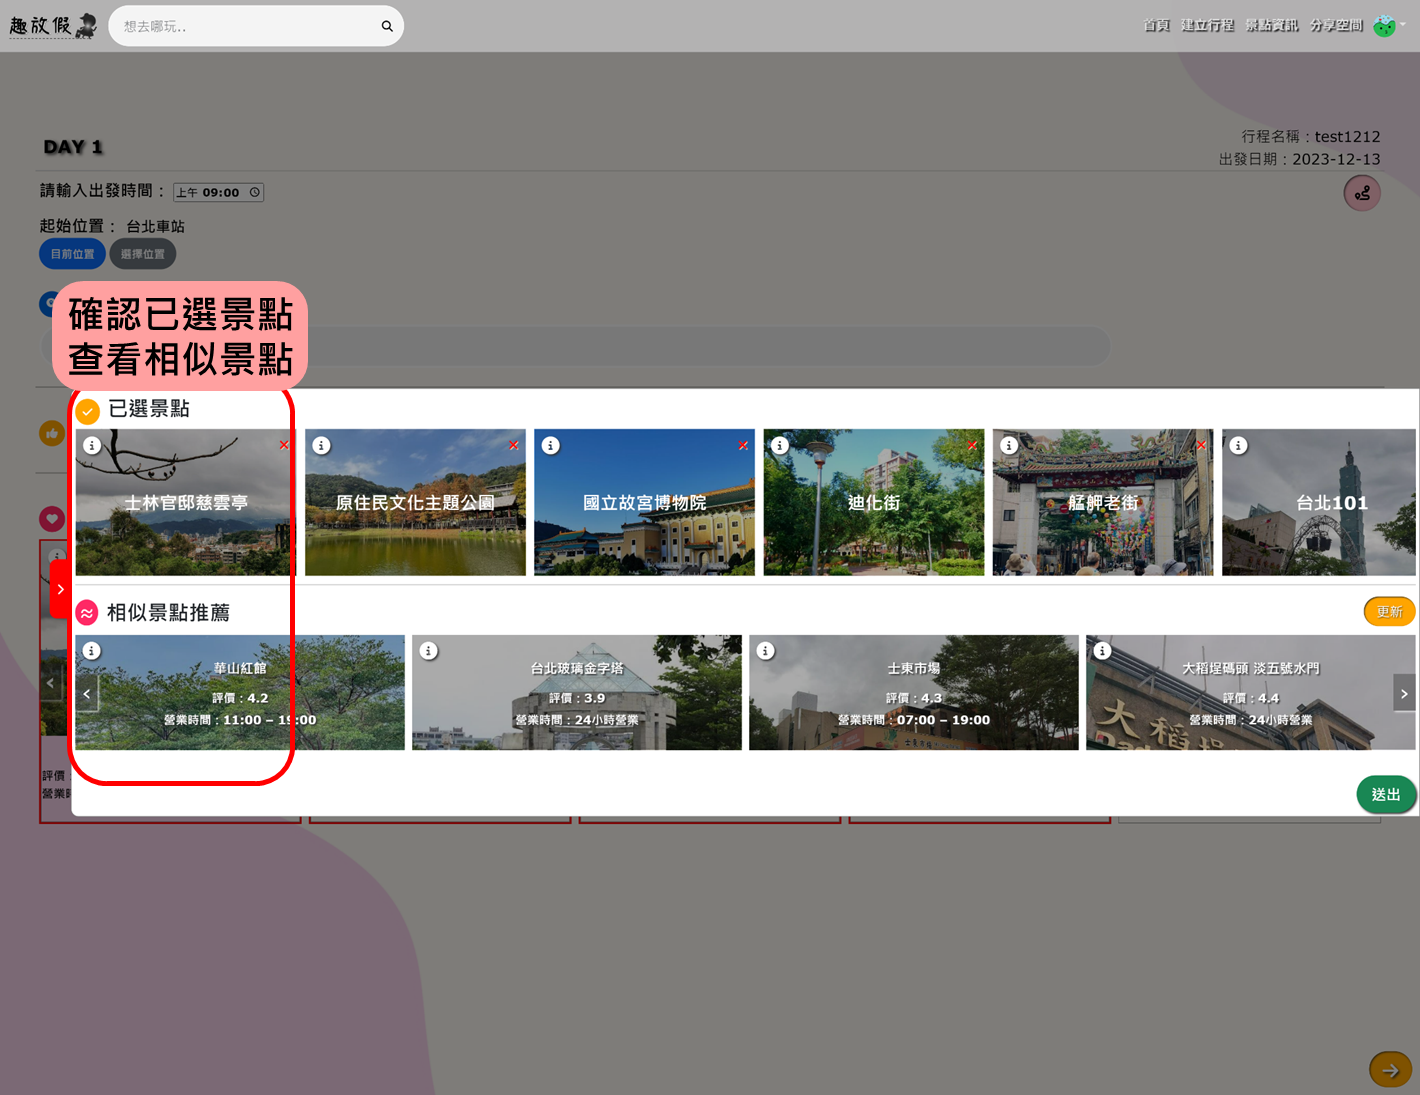 趣放假
想去哪玩..
首頁 建立行程 景點資訊 分享空間
DAY 1
行程名稱：test1212
出發日期：2023-12-13
請輸入出發時間： 上午 09:00
起始位置： 台北車站
目前位置 選擇位置
確認已選景點
查看相似景點
已選景點
士林官邸慈雲亭 原住民文化主題公園 國立故宮博物院 迪化街 艋舺老街 台北101
相似景點推薦 更新
華山紅館
評價：4.2
營業時間：11:00 – 19:00
台北玻璃金字塔
評價：3.9
營業時間：24小時營業
士東市場
評價：4.3
營業時間：07:00 – 19:00
大稻埕碼頭 淡五號水門
評價：4.4
營業時間：24小時營業
大稻埕
評價
營業時
送出